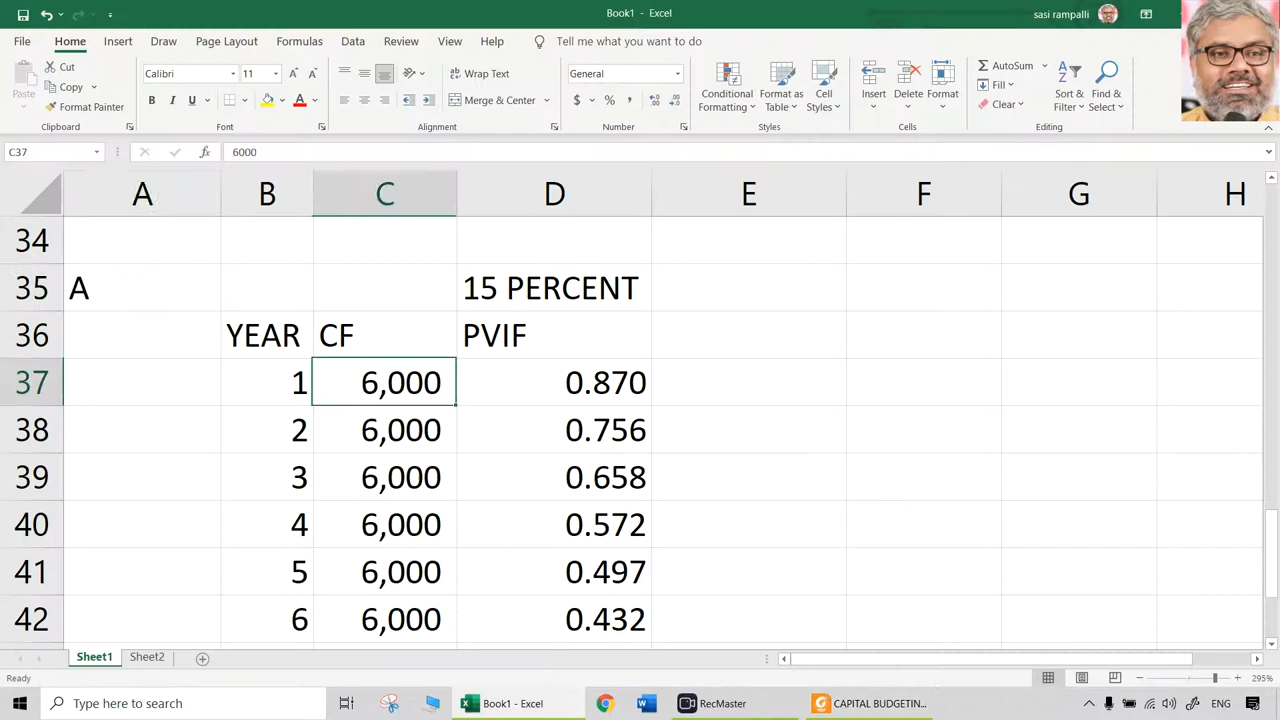 Book1 - Excel
sasi rampalli
File Home Insert Draw Page Layout Formulas Data Review View Help Tell me what you want to do
Paste
Cut
Copy
Format Painter
Calibri 11
B I U
Wrap Text
Merge & Center
General
$ % ,
Conditional Formatting
Format as Table
Cell Styles
Insert
Delete
Format
AutoSum
Fill
Clear
Sort & Filter
Find & Select
Clipboard Font Alignment Number Styles Cells Editing
C37 fx 6000
A B C D E F G H
34
35 A 15 PERCENT
36 YEAR CF PVIF
37 1 6,000 0.870
38 2 6,000 0.756
39 3 6,000 0.658
40 4 6,000 0.572
41 5 6,000 0.497
42 6 6,000 0.432
Sheet1 Sheet2
Ready 295%
Type here to search Book1 - Excel RecMaster CAPITAL BUDGETIN... ENG